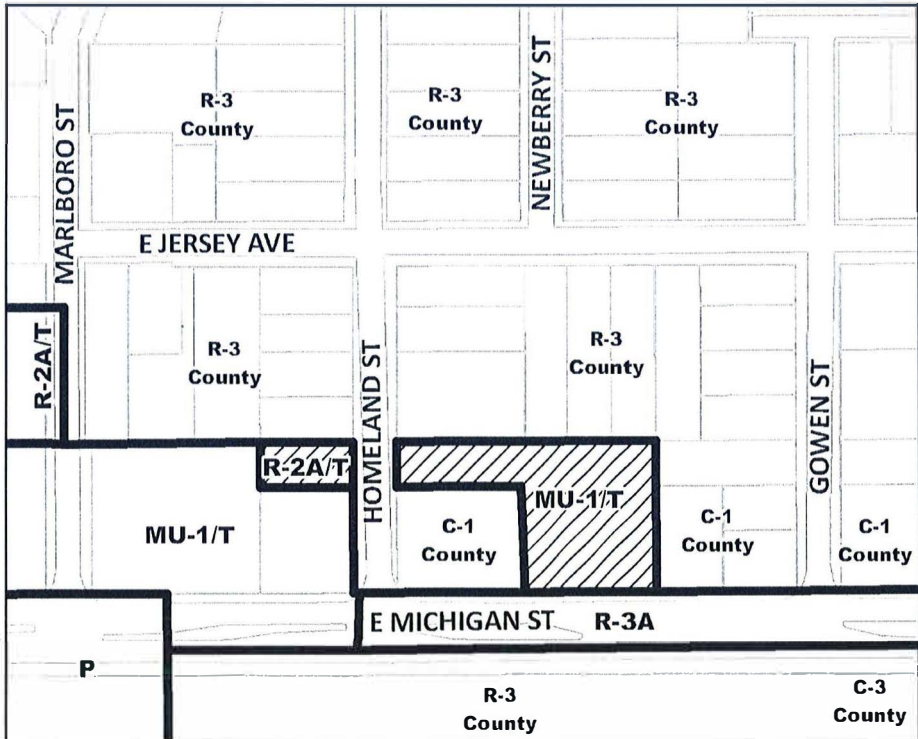 R-3
County
R-3
County
NEWBERRY ST
R-3
County
MARLBORO ST
E JERSEY AVE
R-2A/T
R-3
County
HOMELAND ST
R-3
County
GOWEN ST
R-2A/T
MU-1/T
MU-1/T
C-1
County
C-1
County
C-1
County
E MICHIGAN ST
R-3A
P
R-3
County
C-3
County